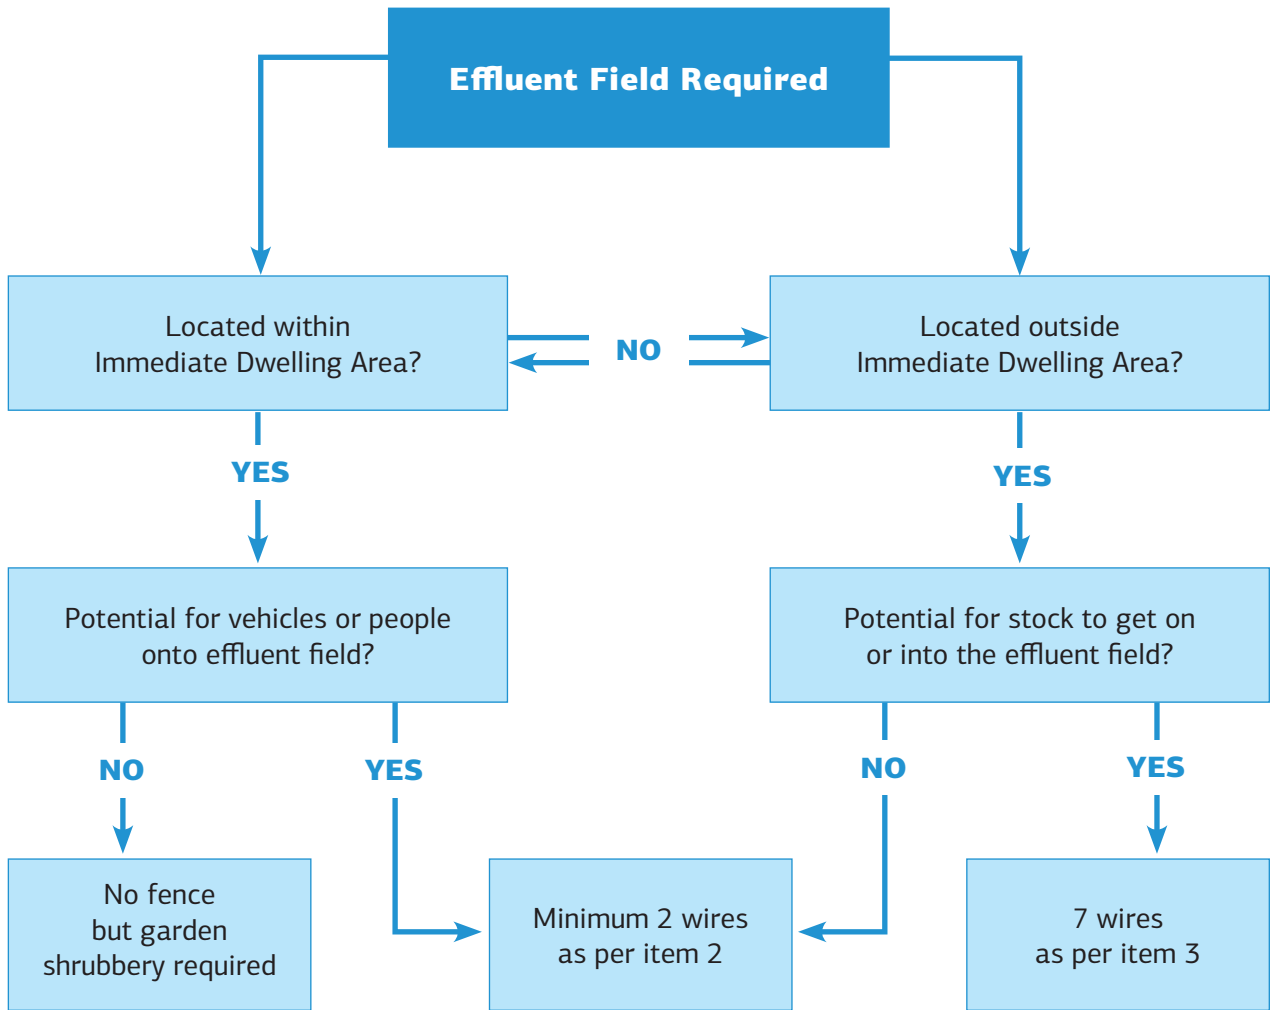 Effluent Field Required
Located within
Immediate Dwelling Area?
NO
Located outside
Immediate Dwelling Area?
YES
YES
Potential for vehicles or people
onto effluent field?
Potential for stock to get on
or into the effluent field?
NO
YES
NO
YES
No fence
but garden
shrubbery required
Minimum 2 wires
as per item 2
7 wires
as per item 3